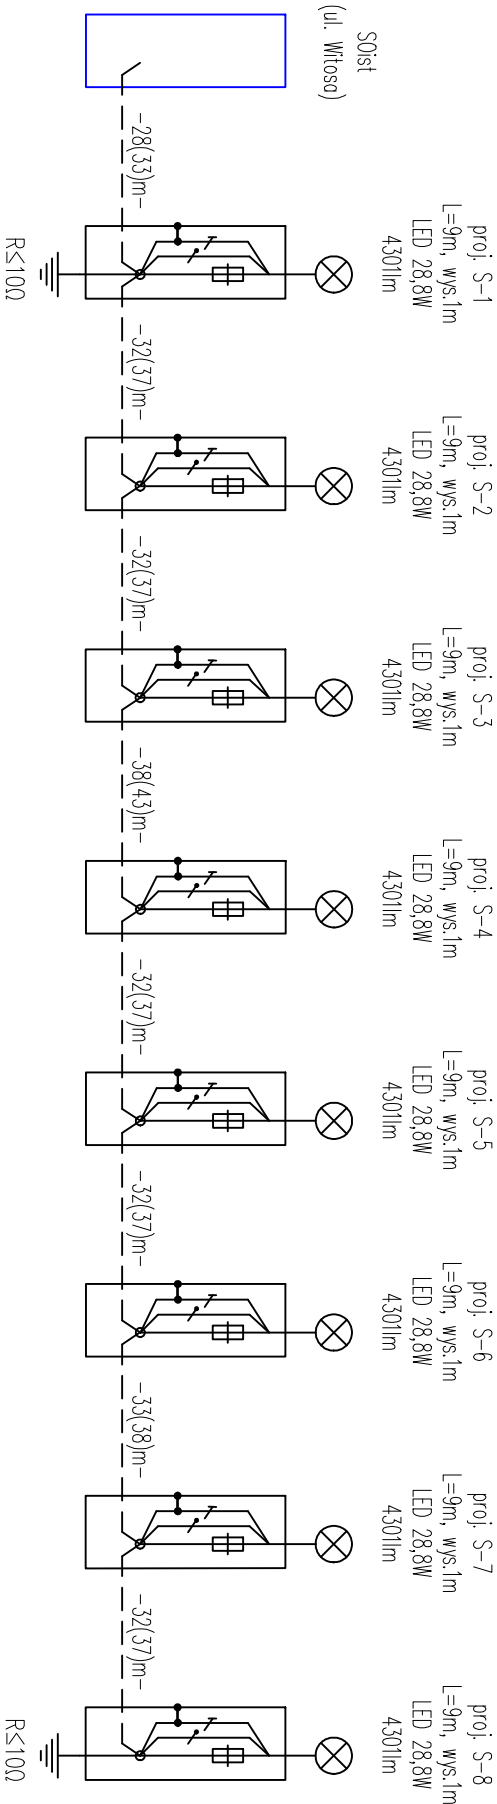 SOist
(ul. Witosa)
-28(33)m-
proj. S-1
L=9m, wys.1m
LED 28,8W
4301lm
R≤10Ω
-32(37)m-
proj. S-2
L=9m, wys.1m
LED 28,8W
4301lm
-32(37)m-
proj. S-3
L=9m, wys.1m
LED 28,8W
4301lm
-38(43)m-
proj. S-4
L=9m, wys.1m
LED 28,8W
4301lm
-32(37)m-
proj. S-5
L=9m, wys.1m
LED 28,8W
4301lm
-32(37)m-
proj. S-6
L=9m, wys.1m
LED 28,8W
4301lm
-33(38)m-
proj. S-7
L=9m, wys.1m
LED 28,8W
4301lm
-32(37)m-
proj. S-8
L=9m, wys.1m
LED 28,8W
4301lm
R≤10Ω